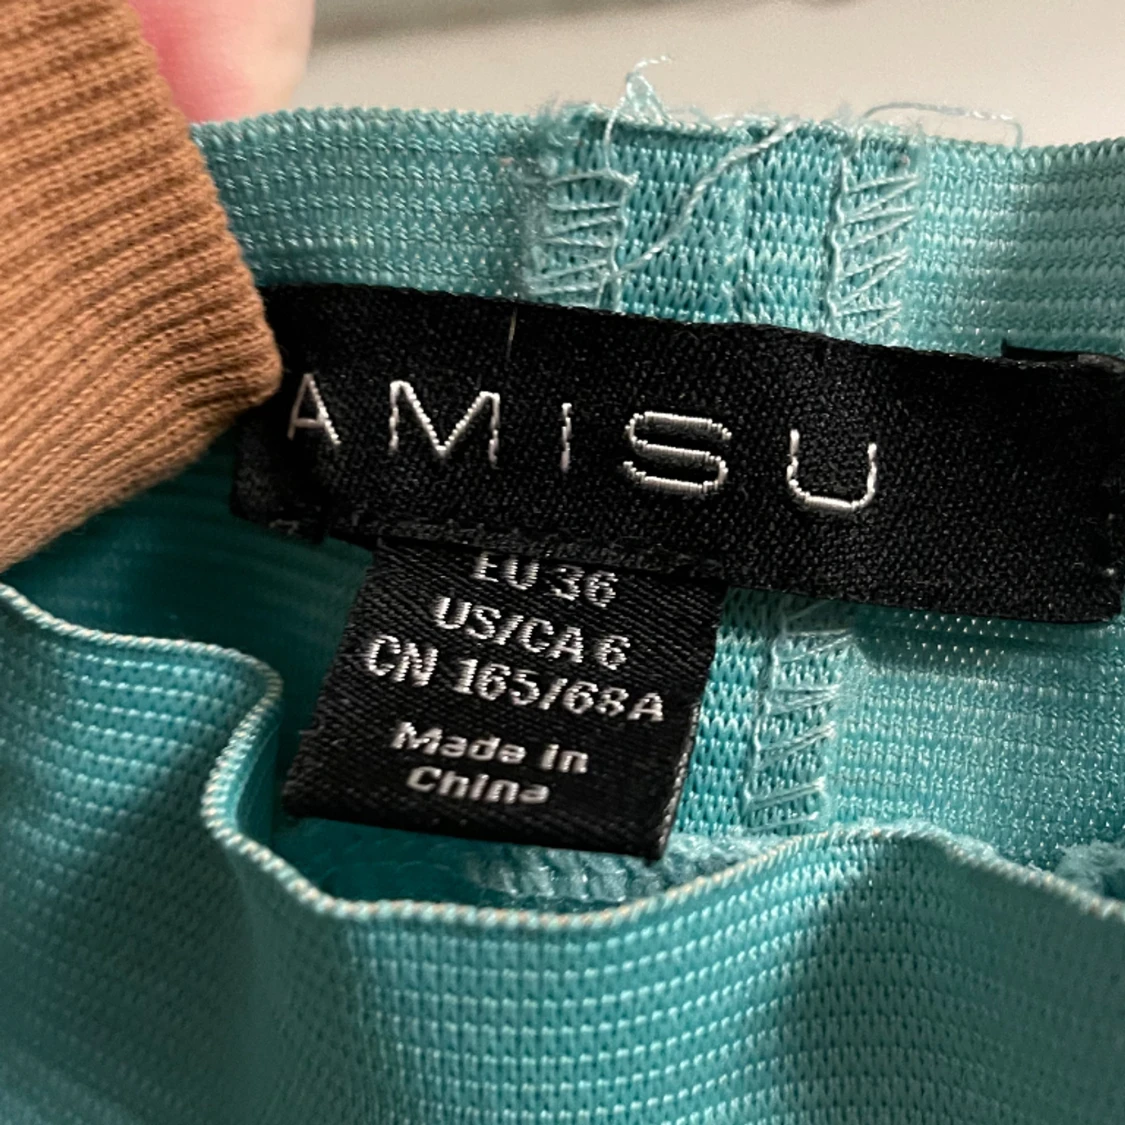 AMISU
EU 36
US/CA 6
CN 165/68A
Made in
China